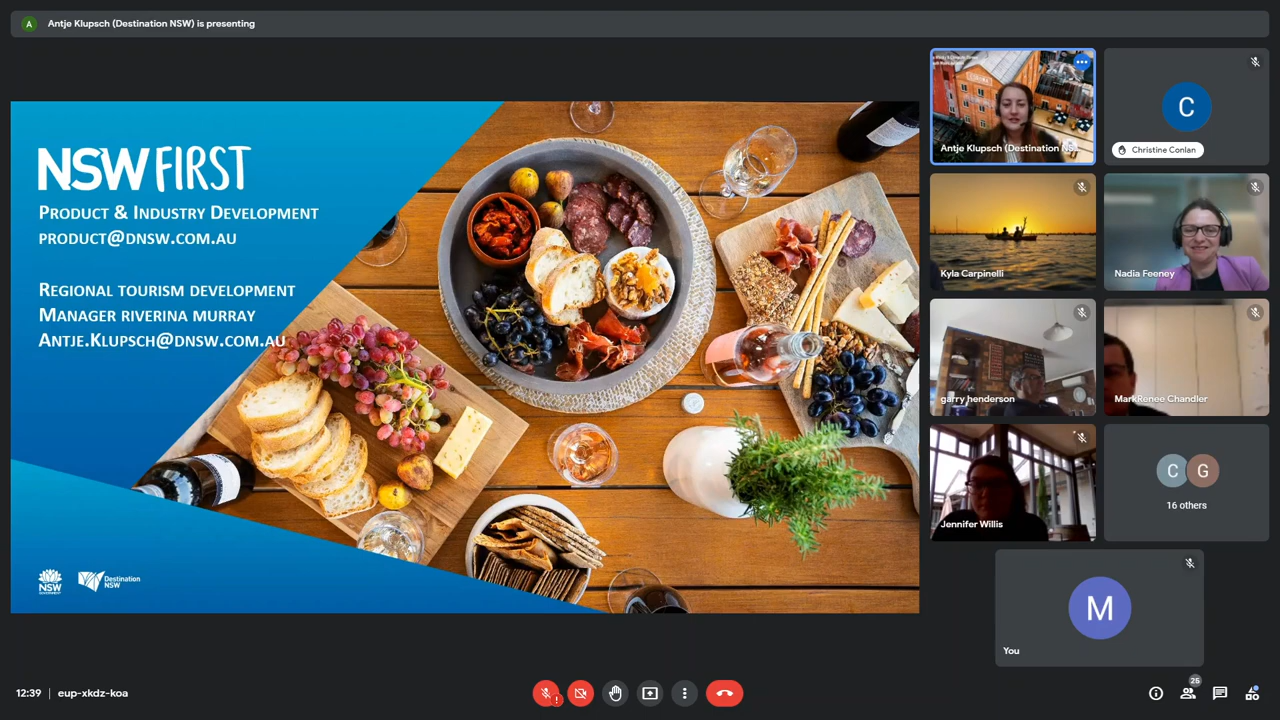 A
Antje Klupsch (Destination NSW) is presenting
NSW FIRST
PRODUCT & INDUSTRY DEVELOPMENT
PRODUCT@DNSW.COM.AU
REGIONAL TOURISM DEVELOPMENT
MANAGER RIVERINA MURRAY
ANTJE.KLUPSCH@DNSW.COM.AU
NSW
GOVERNMENT
Destination
NSW
Antje Klupsch (Destination
C
Christine Conlan
Kyla Carpinelli
Nadia Feeney
garry henderson
MarkRenee Chandler
Jennifer Willis
C G
16 others
M
You
12:39 | eup-xkdz-koa
25